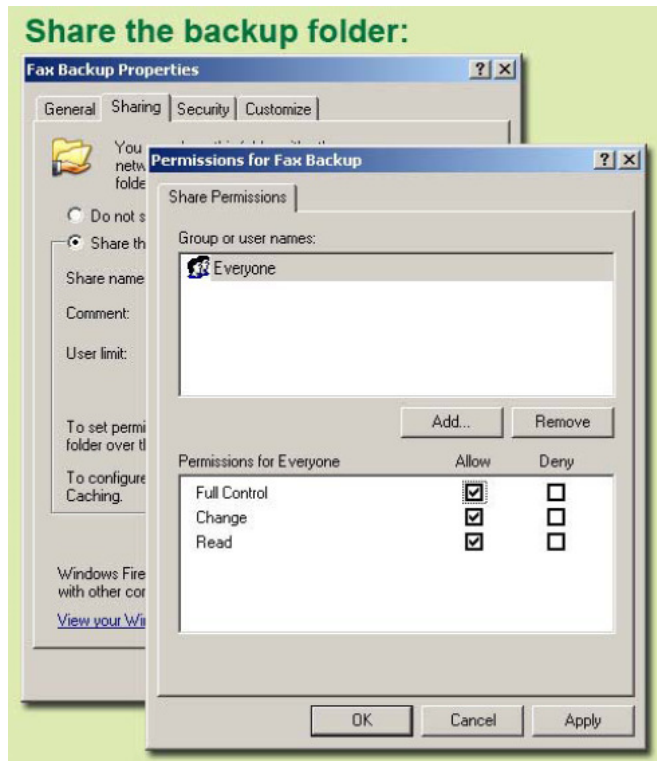 Share the backup folder:
Fax Backup Properties
General Sharing Security Customize
You
netw
folde
Do not s
Share th
Share name
Comment:
User limit:
To set permi
folder over th
To configure
Caching.
Windows Fire
with other cor
View your Wi
Permissions for Fax Backup
Share Permissions
Group or user names:
Everyone
Add... Remove
Permissions for Everyone Allow Deny
Full Control
Change
Read
OK Cancel Apply